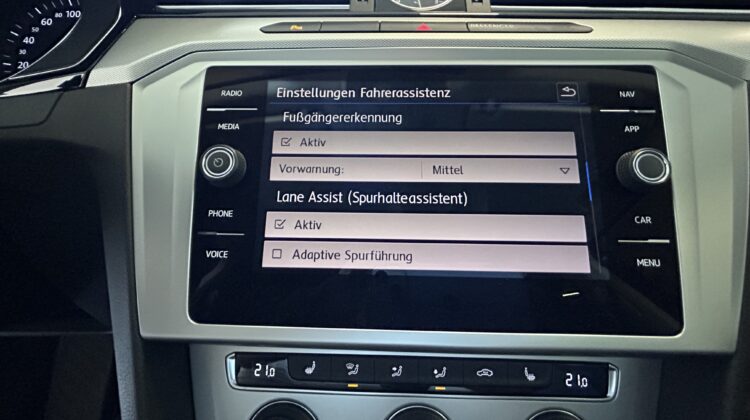 100
80
60
40
20
RADIO
MEDIA
PHONE
VOICE
Einstellungen Fahrerassistenz
Fußgängererkennung
Aktiv
Vorwarnung: Mittel
Lane Assist (Spurhalteassistent)
Aktiv
Adaptive Spurführung
NAV
APP
CAR
MENU
21.0
21.0